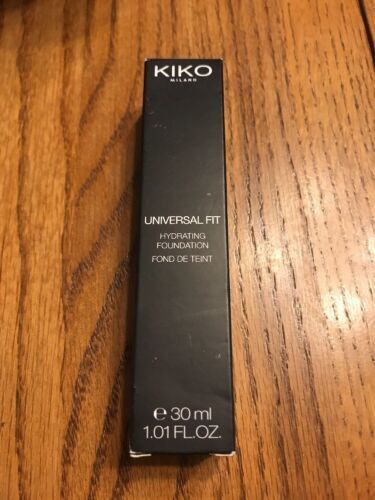 KIKO
MILANO
UNIVERSAL FIT
HYDRATING
FOUNDATION
FOND DE TEINT
℮ 30 ml
1.01 FL.OZ.